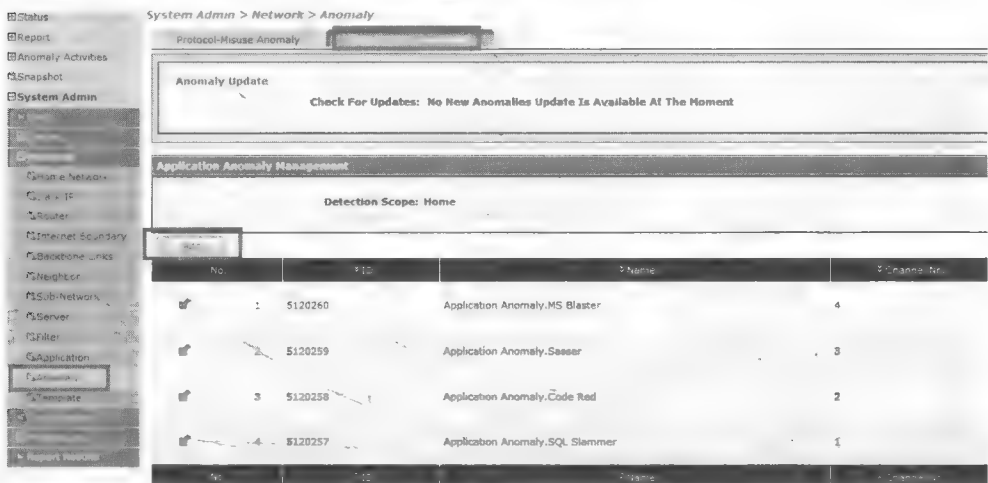 Status
Report
Anomaly Activities
Snapshot
System Admin
Home Network
Router
Internet Boundary
Backbone Links
Neighbor
Sub-Network
Server
Filter
Application
Template
System Admin > Network > Anomaly
Protocol-Misuse Anomaly
Anomaly Update
Check For Updates: No New Anomalies Update Is Available At The Moment
Application Anomaly Management
Detection Scope: Home
No. ID Name Channel Nr.
1 5120260 Application Anomaly.MS Blaster 4
2 5120259 Application Anomaly.Sasser 3
3 5120258 Application Anomaly.Code Red 2
4 5120257 Application Anomaly.SQL Slammer 1
No. ID Name